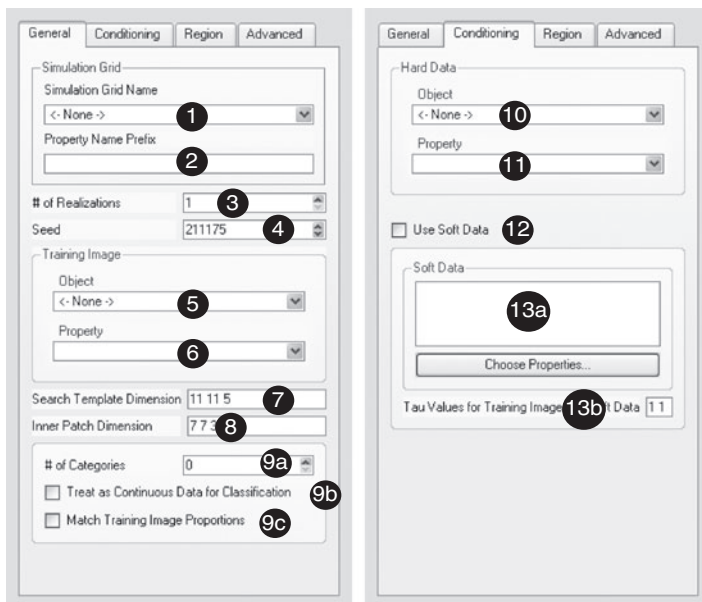 General Conditioning Region Advanced
Simulation Grid
Simulation Grid Name
<- None -> 1
Property Name Prefix
2
# of Realizations 1 3
Seed 211175 4
Training Image
Object
<- None -> 5
Property
6
Search Template Dimension 11 11 5 7
Inner Patch Dimension 7 7 3 8
# of Categories 0 9a
Treat as Continuous Data for Classification 9b
Match Training Image Proportions 9c
General Conditioning Region Advanced
Hard Data
Object
<- None -> 10
Property
11
Use Soft Data 12
Soft Data
13a
Choose Properties...
Tau Values for Training Image 13b Data 1 1